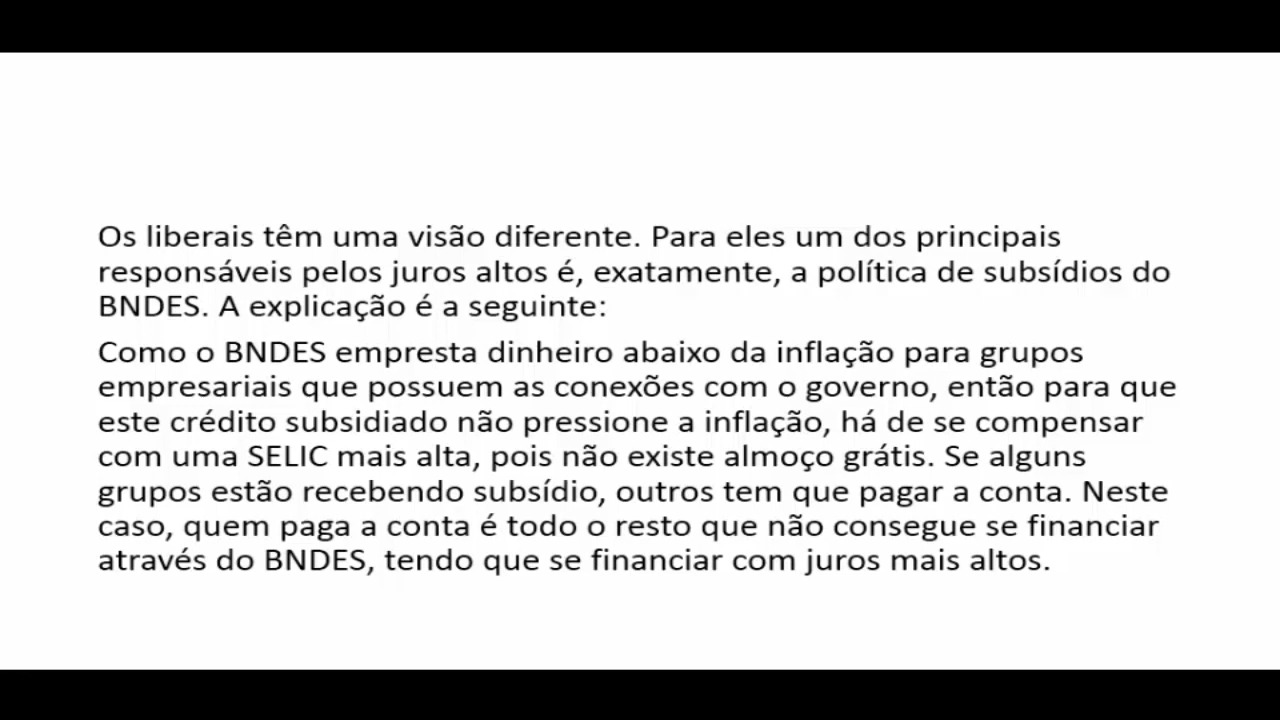 Os liberais têm uma visão diferente. Para eles um dos principais
responsáveis pelos juros altos é, exatamente, a política de subsídios do
BNDES. A explicação é a seguinte:
Como o BNDES empresta dinheiro abaixo da inflação para grupos
empresariais que possuem as conexões com o governo, então para que
este crédito subsidiado não pressione a inflação, há de se compensar
com uma SELIC mais alta, pois não existe almoço grátis. Se alguns
grupos estão recebendo subsídio, outros tem que pagar a conta. Neste
caso, quem paga a conta é todo o resto que não consegue se financiar
através do BNDES, tendo que se financiar com juros mais altos.